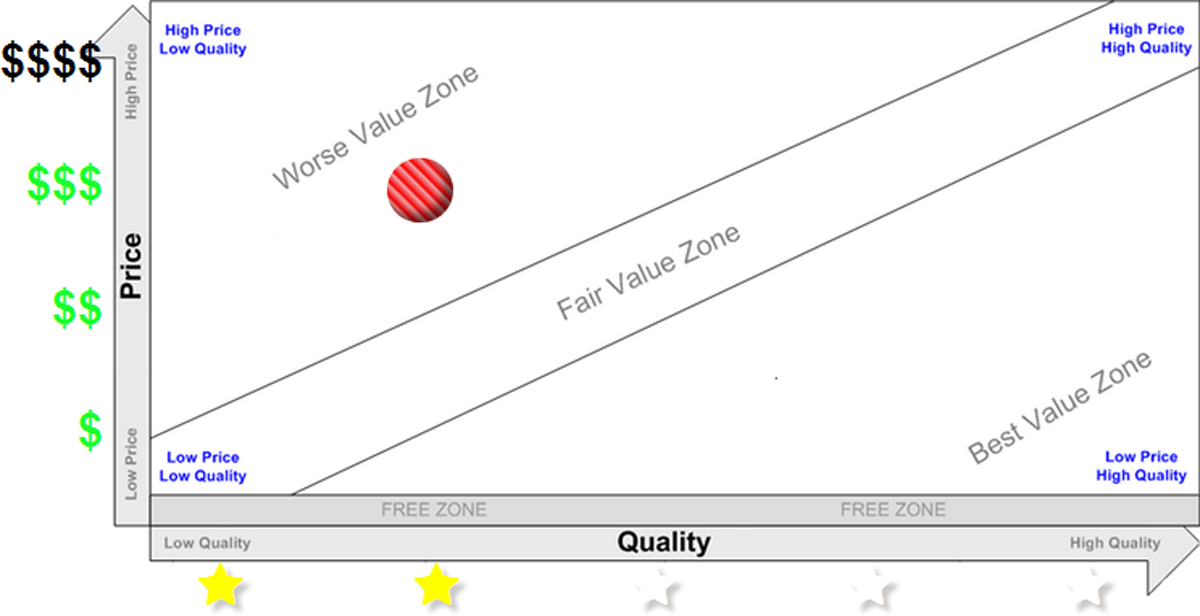 High Price
Low Quality
High Price
High Quality
$$$$
High Price
Worse Value Zone
$$$
Fair Value Zone
Price
$$
Best Value Zone
$
Low Price
Low Price
Low Quality
Low Price
High Quality
FREE ZONE
FREE ZONE
Low Quality
Quality
High Quality